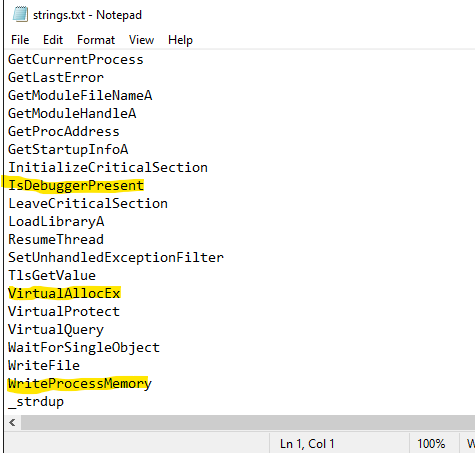 strings.txt - Notepad
File Edit Format View Help
GetCurrentProcess
GetLastError
GetModuleFileNameA
GetModuleHandleA
GetProcAddress
GetStartupInfoA
InitializeCriticalSection
IsDebuggerPresent
LeaveCriticalSection
LoadLibraryA
ResumeThread
SetUnhandledExceptionFilter
TlsGetValue
VirtualAllocEx
VirtualProtect
VirtualQuery
WaitForSingleObject
WriteFile
WriteProcessMemory
_strdup
Ln 1, Col 1 100%